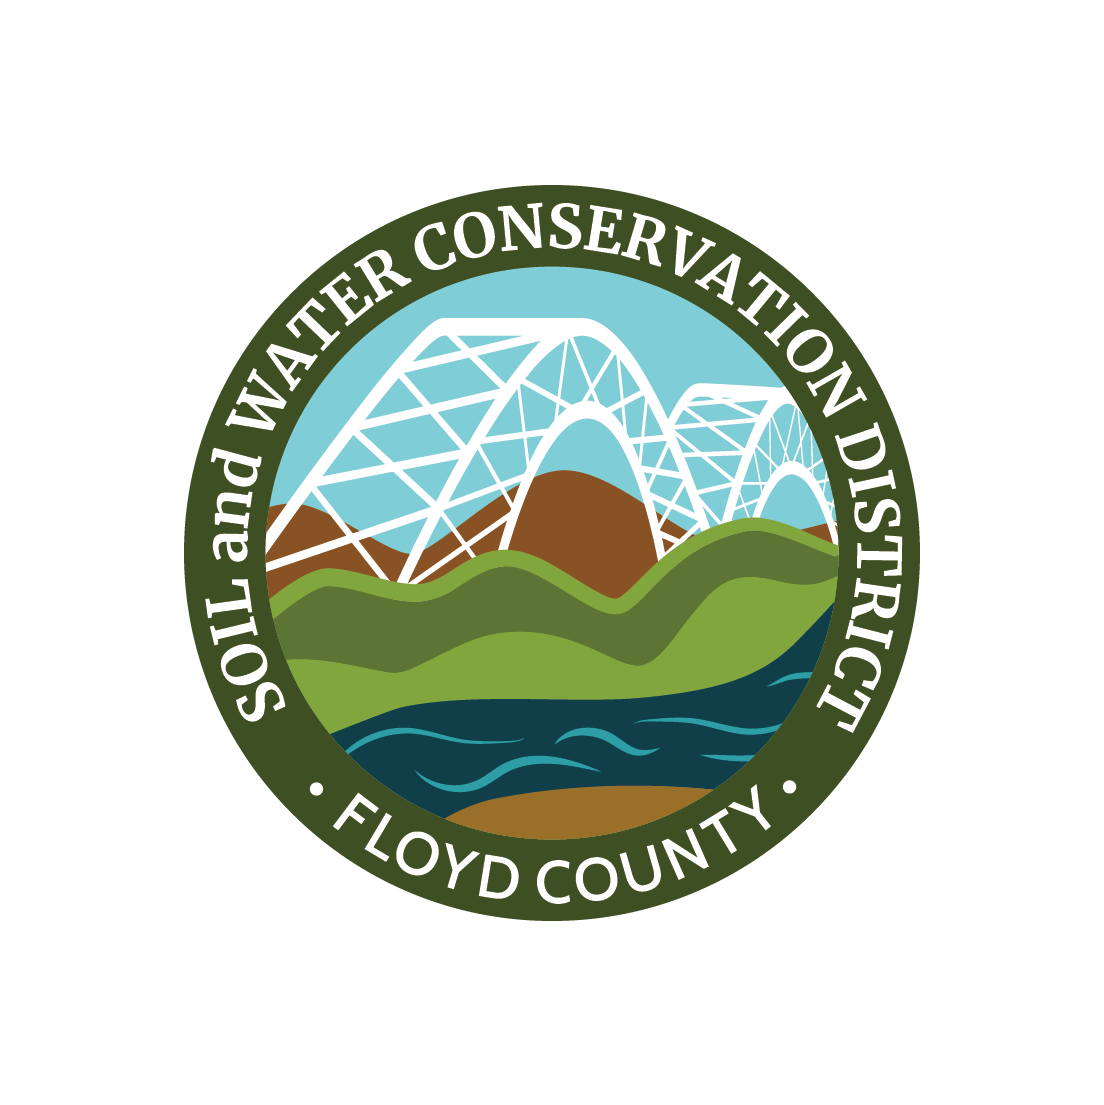 SOIL and WATER CONSERVATION DISTRICT
• FLOYD COUNTY •